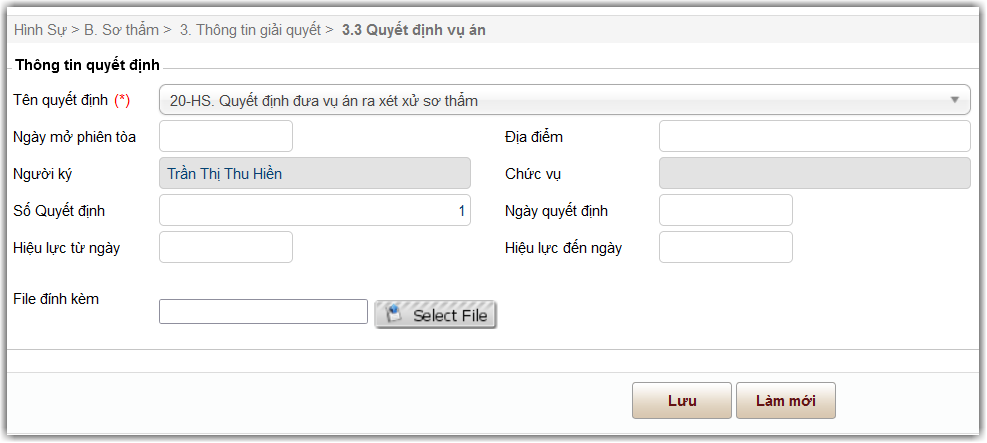 Hình Sự > B. Sơ thẩm > 3. Thông tin giải quyết > 3.3 Quyết định vụ án
Thông tin quyết định
Tên quyết định (*) 20-HS. Quyết định đưa vụ án ra xét xử sơ thẩm
Ngày mở phiên tòa Địa điểm
Người ký Trần Thị Thu Hiền Chức vụ
Số Quyết định 1 Ngày quyết định
Hiệu lực từ ngày Hiệu lực đến ngày
File đính kèm Select File
Lưu Làm mới